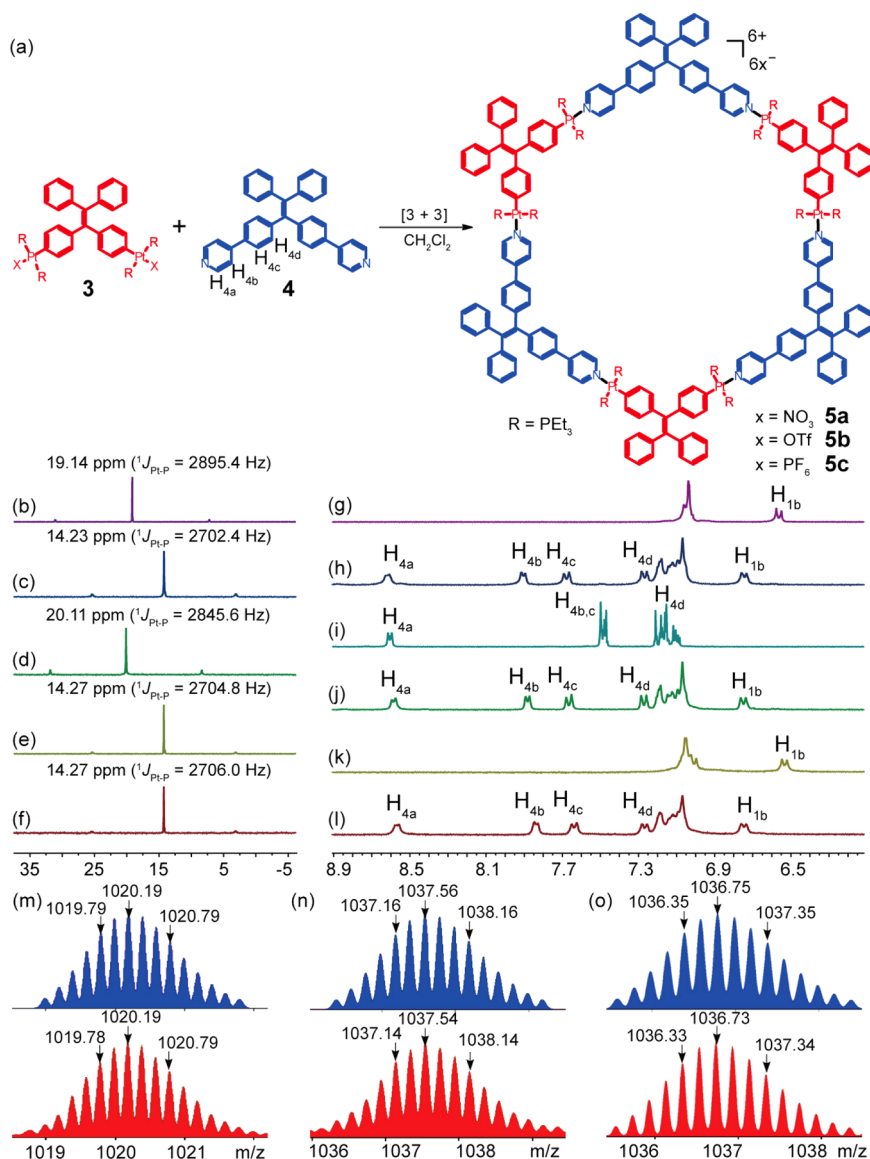 (a)
6+
6x⁻
R
R
Pt
N
N
Pt
R
R
R
R
X
Pt
R
R
Pt
X
R
3
+
N
N
H4a
H4b
H4c
H4d
4
[3 + 3]
CH2Cl2
R
Pt
R
R
Pt
R
N
N
N
N
R
R
Pt
Pt
R
R
R = PEt3
x = NO3 5a
x = OTf 5b
x = PF6 5c
19.14 ppm (¹JPt-P = 2895.4 Hz)
(b)
14.23 ppm (¹JPt-P = 2702.4 Hz)
(c)
20.11 ppm (¹JPt-P = 2845.6 Hz)
(d)
14.27 ppm (¹JPt-P = 2704.8 Hz)
(e)
14.27 ppm (¹JPt-P = 2706.0 Hz)
(f)
35 25 15 5 -5
(g) H1b
(h) H4a H4b H4c H4d H1b
(i) H4a H4b,c H4d
(j) H4a H4b H4c H4d H1b
(k) H1b
(l) H4a H4b H4c H4d H1b
8.9 8.5 8.1 7.7 7.3 6.9 6.5
(m)
1020.19
1019.79
1020.79
1020.19
1019.78
1020.79
1019 1020 1021 m/z
(n)
1037.56
1037.16
1038.16
1037.54
1037.14
1038.14
1036 1037 1038 m/z
(o)
1036.75
1036.35
1037.35
1036.73
1036.33
1037.34
1036 1037 1038 m/z